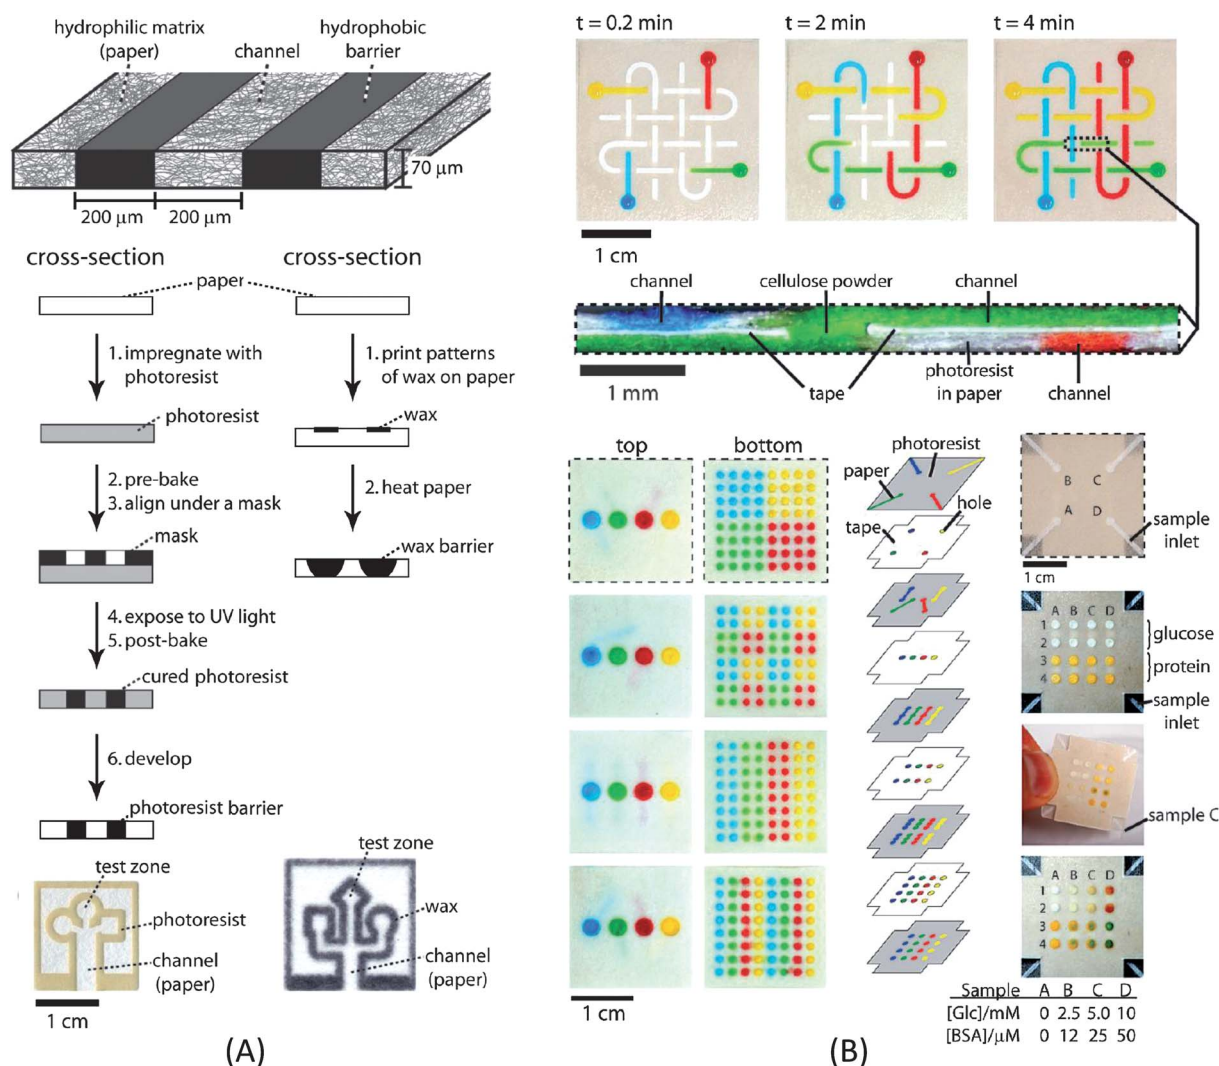 hydrophilic matrix
(paper)
channel
hydrophobic
barrier
70 μm
200 μm
200 μm
cross-section
cross-section
paper
1. impregnate with
photoresist
1. print patterns
of wax on paper
photoresist
wax
2. pre-bake
3. align under a mask
2. heat paper
mask
wax barrier
4. expose to UV light
5. post-bake
cured photoresist
6. develop
photoresist barrier
test zone
photoresist
channel
(paper)
1 cm
test zone
wax
channel
(paper)
(A)
t = 0.2 min
t = 2 min
t = 4 min
1 cm
channel
cellulose powder
channel
1 mm
tape
photoresist
in paper
channel
top
bottom
photoresist
paper
hole
tape
1 cm
B C
A D
sample
inlet
1 cm
A B C D
1
2
3
4
glucose
protein
sample
inlet
sample C
A B C D
1
2
3
4
Sample A B C D
[Glc]/mM 0 2.5 5.0 10
[BSA]/μM 0 12 25 50
(B)